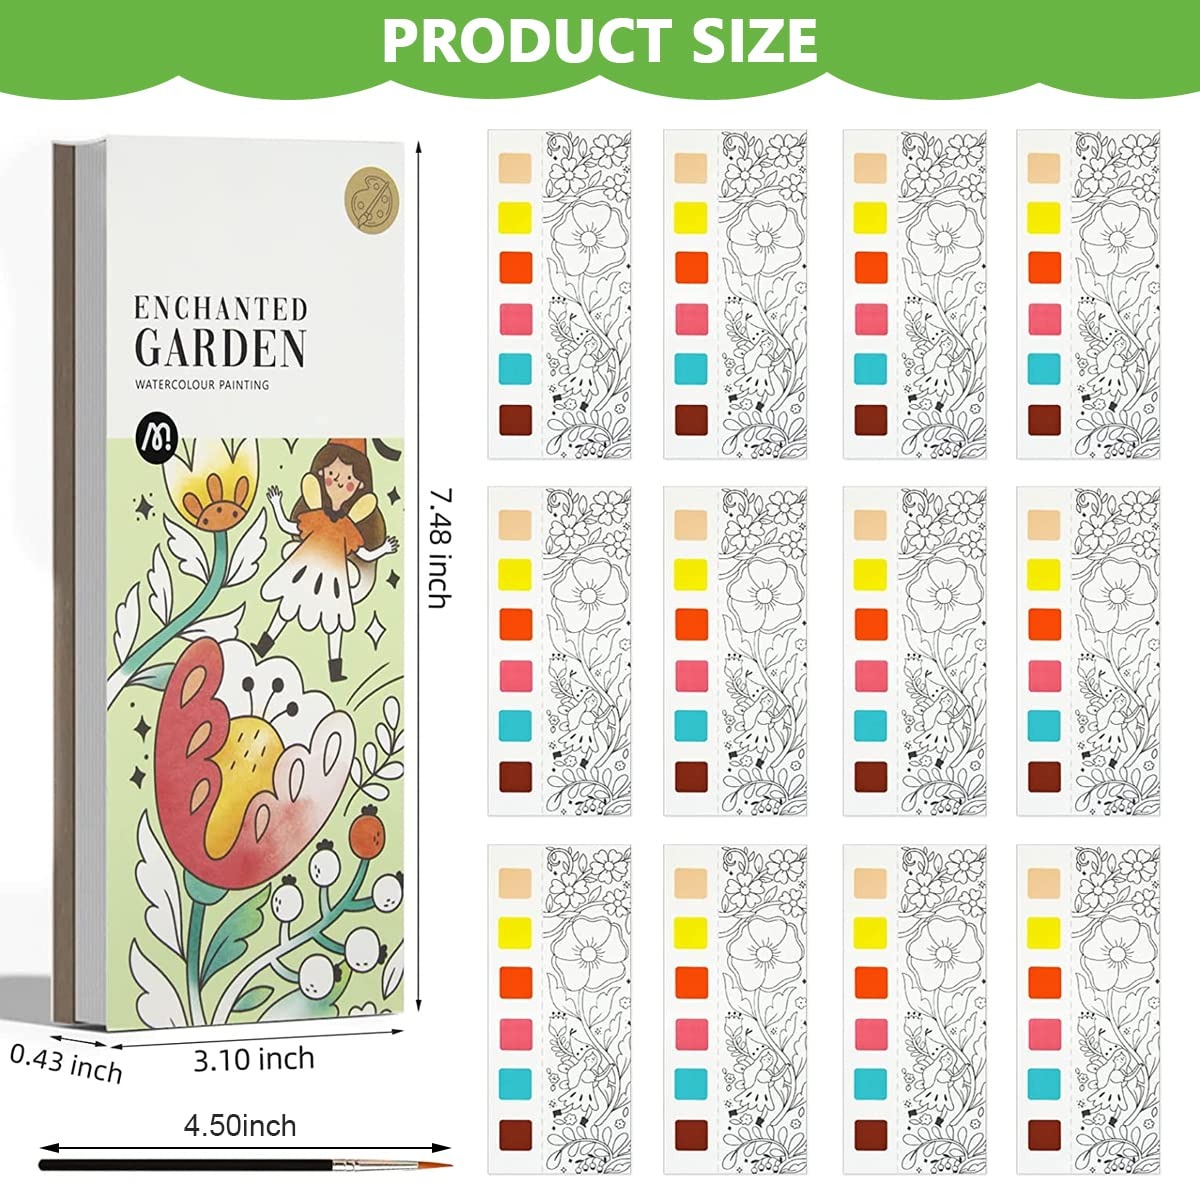 PRODUCT SIZE
ENCHANTED
GARDEN
WATERCOLOUR PAINTING
7.48 inch
0.43 inch
3.10 inch
4.50inch